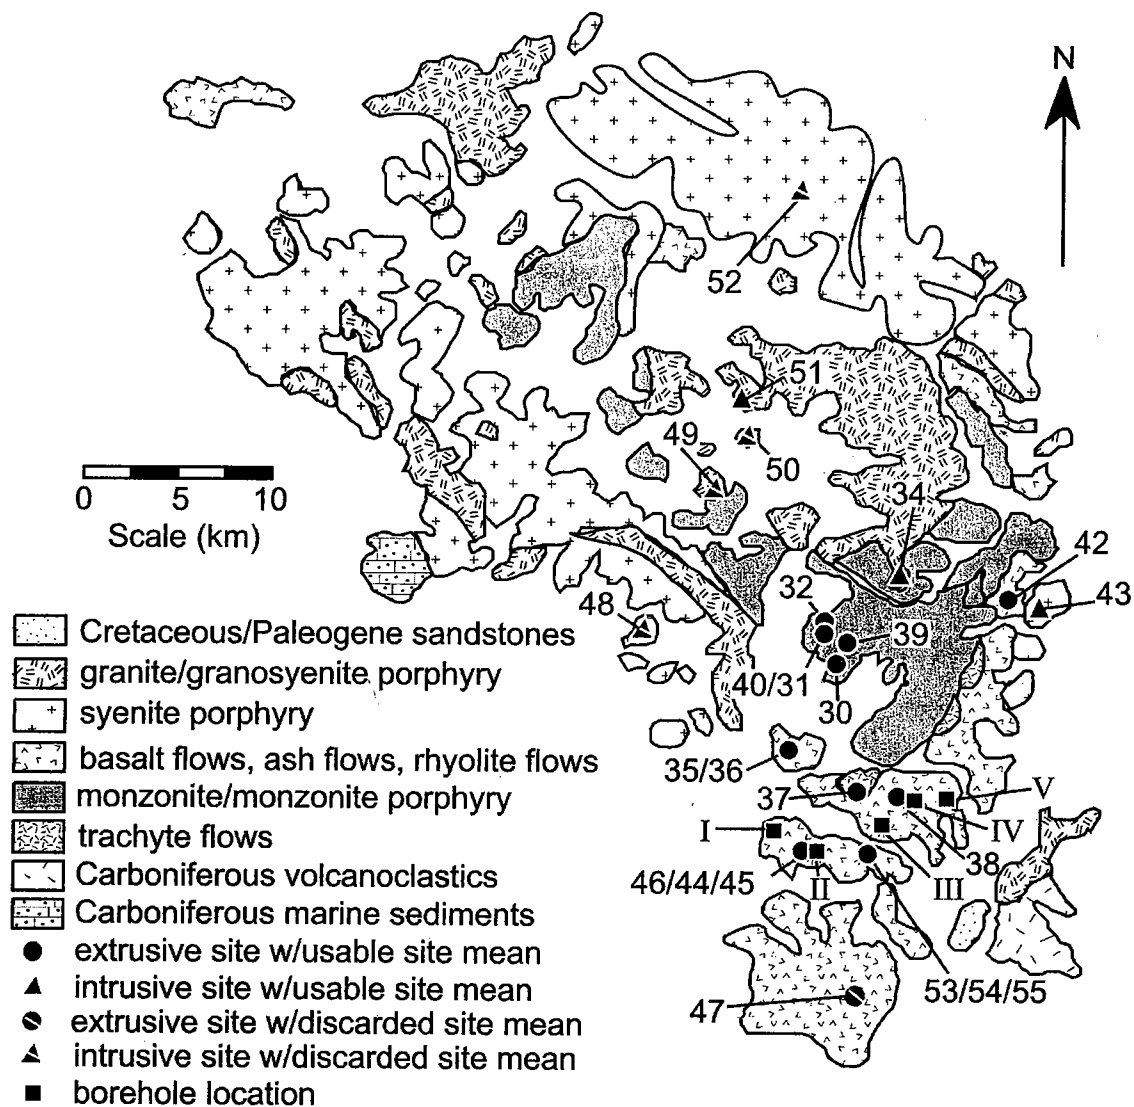 N
52
51
49
50
34
0 5 10
Scale (km)
42
43
48
32
39
40/31
30
35/36
37
V
I
IV
38
46/44/45
II
III
53/54/55
47
Cretaceous/Paleogene sandstones
granite/granosyenite porphyry
syenite porphyry
basalt flows, ash flows, rhyolite flows
monzonite/monzonite porphyry
trachyte flows
Carboniferous volcanoclastics
Carboniferous marine sediments
extrusive site w/usable site mean
intrusive site w/usable site mean
extrusive site w/discarded site mean
intrusive site w/discarded site mean
borehole location